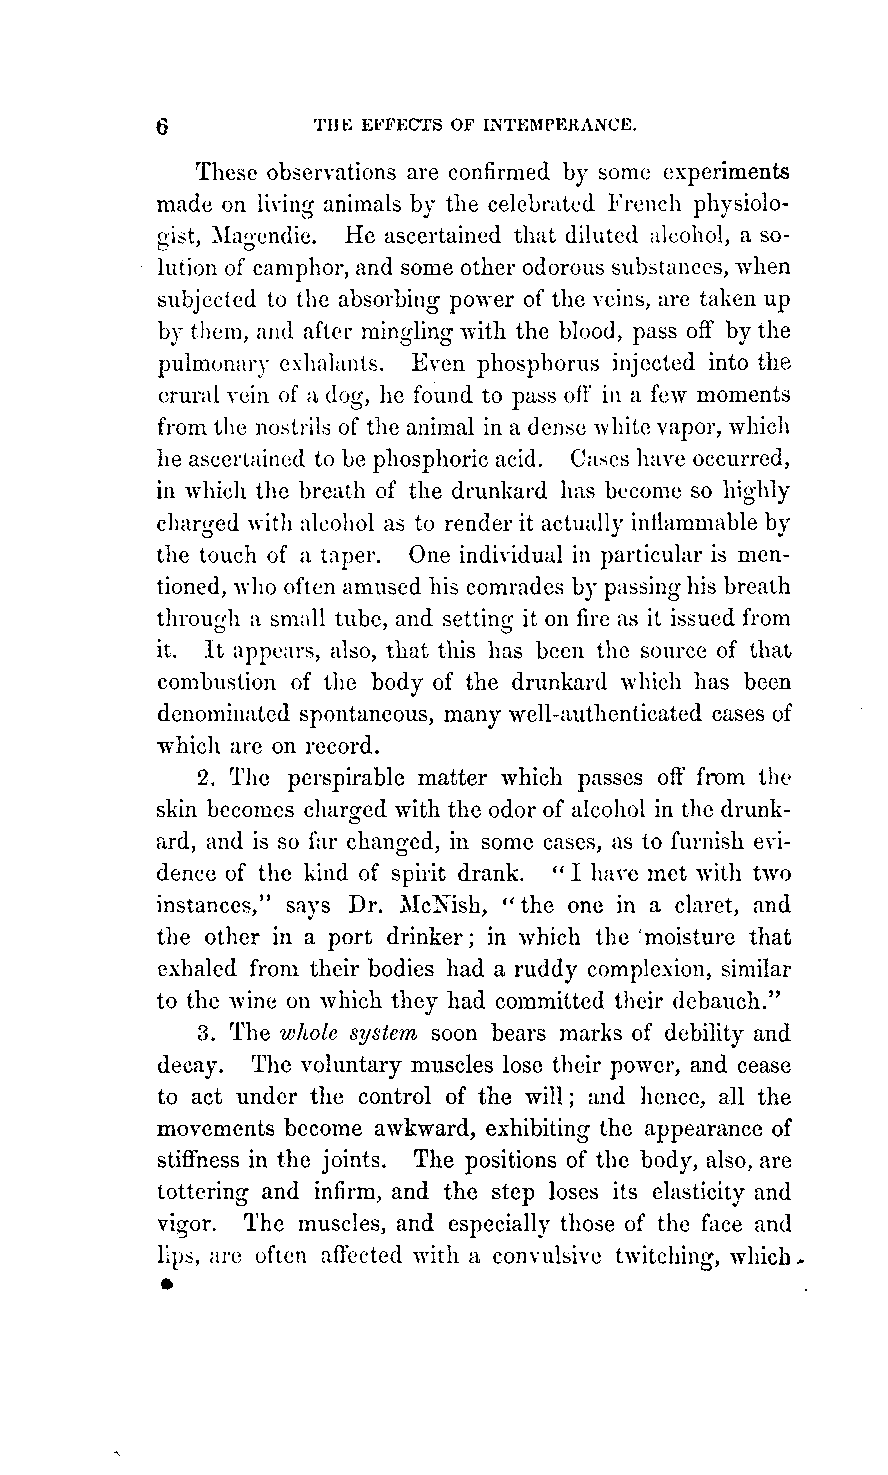 6 THE EFFECTS OF INTEMPERANCE.
These observations are confirmed by some experiments
made on living animals by the celebrated French physiolo-
gist, Magendie. He ascertained that diluted alcohol, a so-
lution of camphor, and some other odorous substances, when
subjected to the absorbing power of the veins, are taken up
by them, and after mingling with the blood, pass off by the
pulmonary exhalants. Even phosphorus injected into the
crural vein of a dog, he found to pass off in a few moments
from the nostrils of the animal in a dense white vapor, which
he ascertained to be phosphoric acid. Cases have occurred,
in which the breath of the drunkard has become so highly
charged with alcohol as to render it actually inflammable by
the touch of a taper. One individual in particular is men-
tioned, who often amused his comrades by passing his breath
through a small tube, and setting it on fire as it issued from
it. It appears, also, that this has been the source of that
combustion of the body of the drunkard which has been
denominated spontaneous, many well-authenticated cases of
which are on record.
2. The perspirable matter which passes off from the
skin becomes charged with the odor of alcohol in the drunk-
ard, and is so far changed, in some cases, as to furnish evi-
dence of the kind of spirit drank. "I have met with two
instances," says Dr. McNish, "the one in a claret, and
the other in a port drinker; in which the moisture that
exhaled from their bodies had a ruddy complexion, similar
to the wine on which they had committed their debauch."
3. The whole system soon bears marks of debility and
decay. The voluntary muscles lose their power, and cease
to act under the control of the will; and hence, all the
movements become awkward, exhibiting the appearance of
stiffness in the joints. The positions of the body, also, are
tottering and infirm, and the step loses its elasticity and
vigor. The muscles, and especially those of the face and
lips, are often affected with a convulsive twitching, which